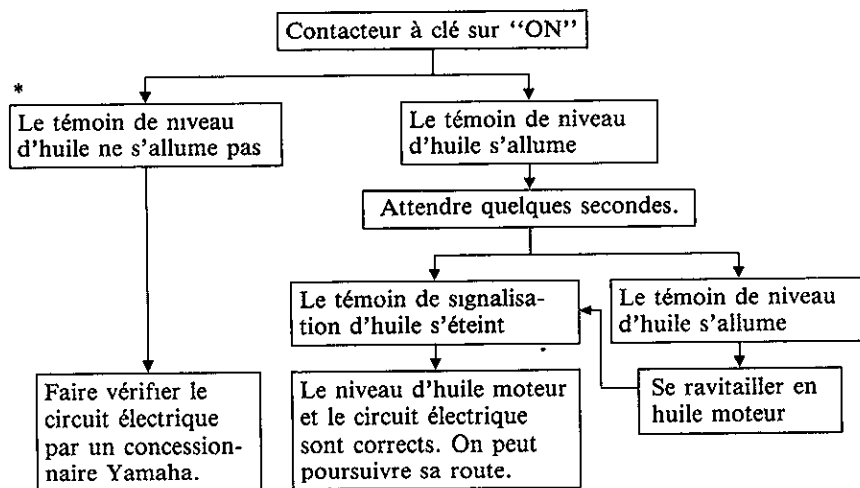 Contacteur à clé sur “ON”
*
Le témoin de niveau
d’huile ne s’allume pas
Le témoin de niveau
d’huile s’allume
Attendre quelques secondes.
Le témoin de signalisa-
tion d’huile s’éteint
Le témoin de niveau
d’huile s’allume
Faire vérifier le
circuit électrique
par un concession-
naire Yamaha.
Le niveau d’huile moteur
et le circuit électrique
sont corrects. On peut
poursuivre sa route.
Se ravitailler en
huile moteur